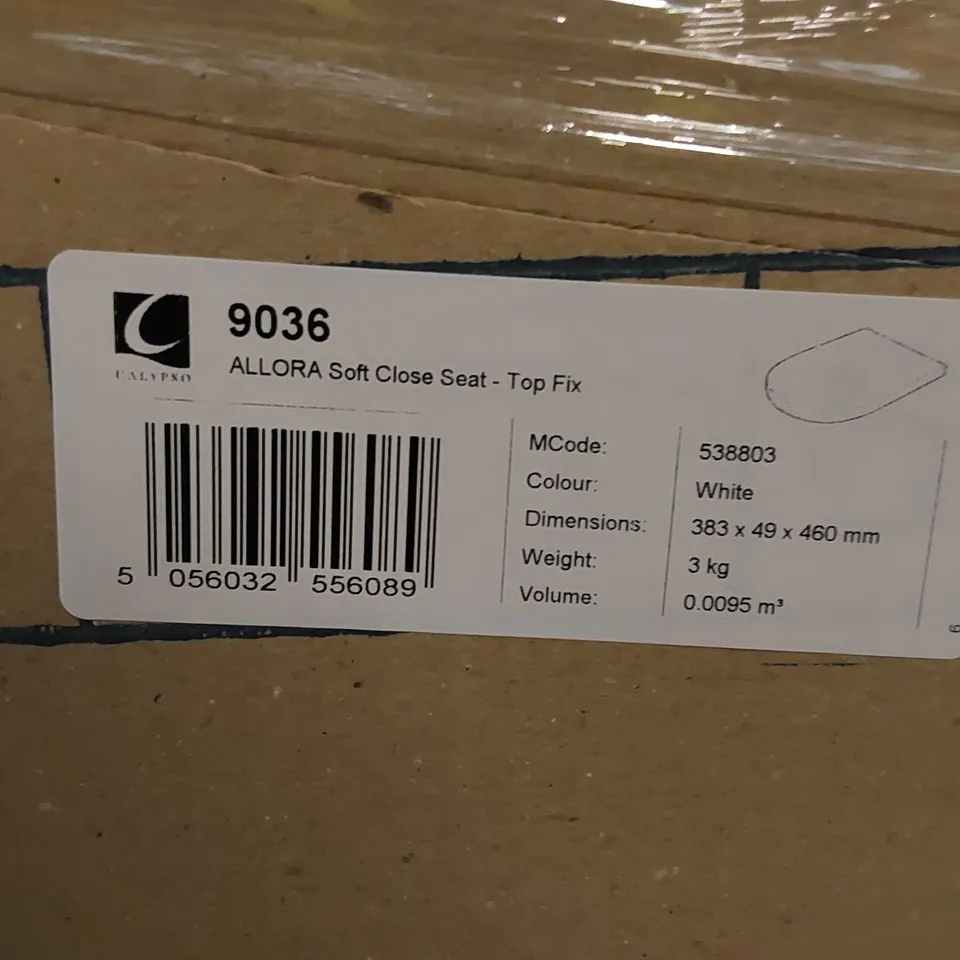 CALYPSO
9036
ALLORA Soft Close Seat - Top Fix
5 056032 556089
MCode: 538803
Colour: White
Dimensions: 383 x 49 x 460 mm
Weight: 3 kg
Volume: 0.0095 m³